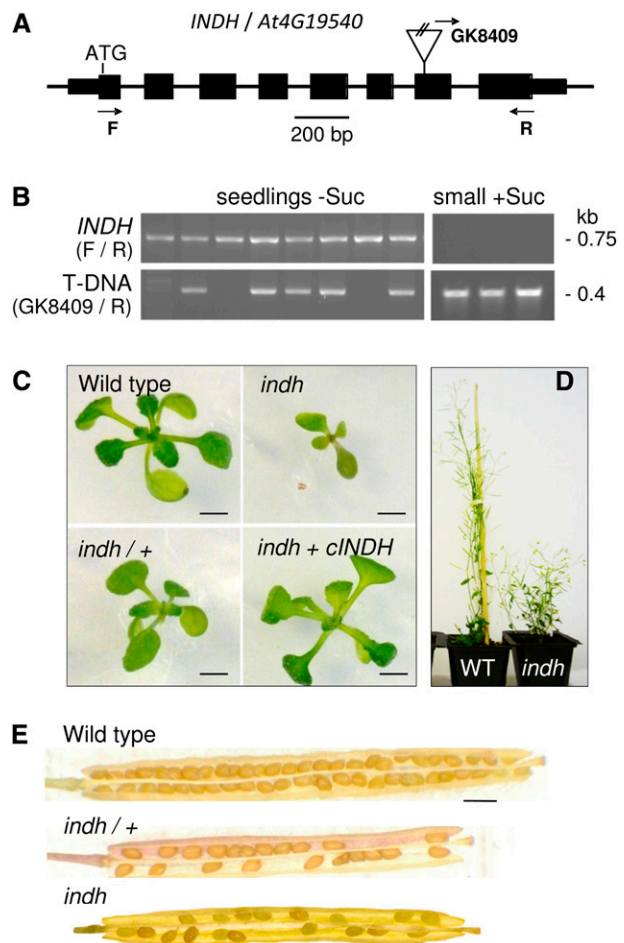 A
INDH / At4G19540
GK8409
ATG
F
200 bp
R
B
seedlings -Suc
small +Suc
kb
INDH
(F / R)
- 0.75
T-DNA
(GK8409 / R)
- 0.4
C
Wild type
indh
D
indh / +
indh + cINDH
WT
indh
E
Wild type
indh / +
indh